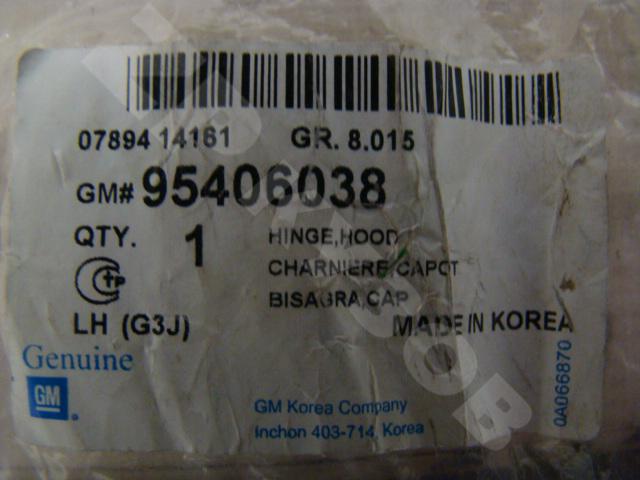 07894 14161 GR. 8.015
GM# 95406038
QTY. 1
HINGE,HOOD
CHARNIERE,CAPOT
BISAGRA,CAP
LH (G3J)
MADE IN KOREA
Genuine
GM
GM Korea Company
Inchon 403-714, Korea
0A066870